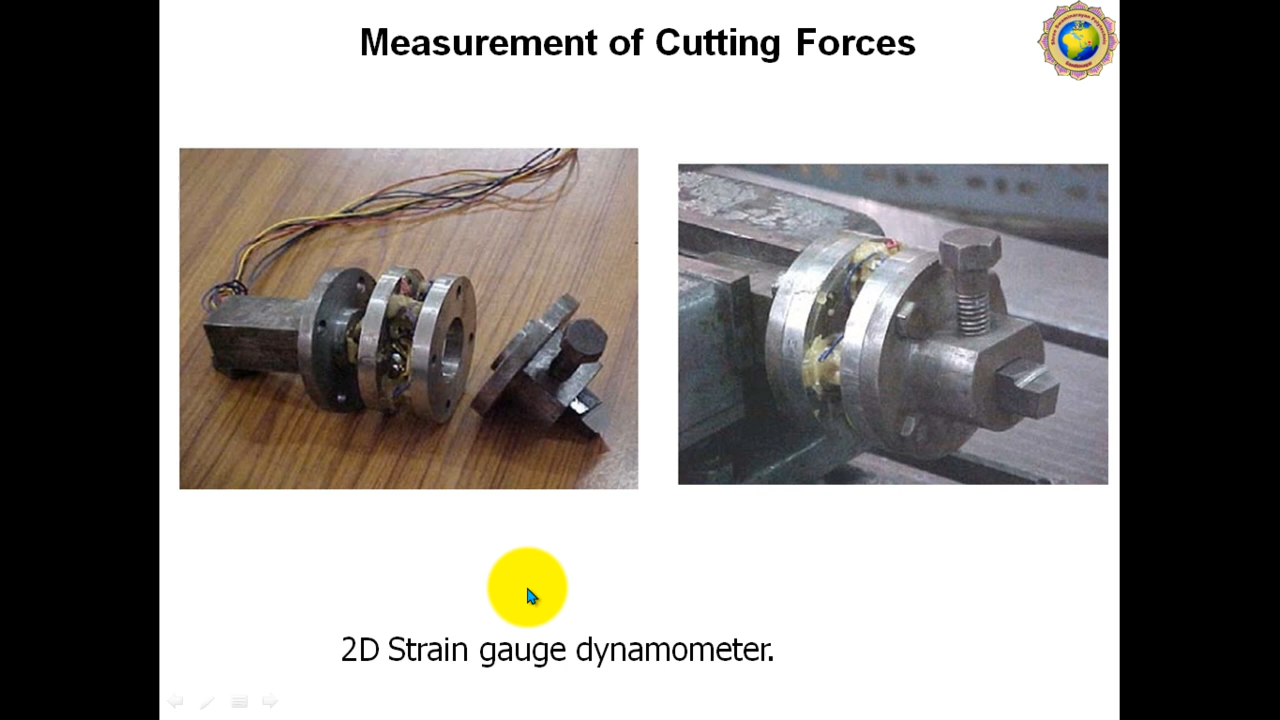 Measurement of Cutting Forces
2D Strain gauge dynamometer.